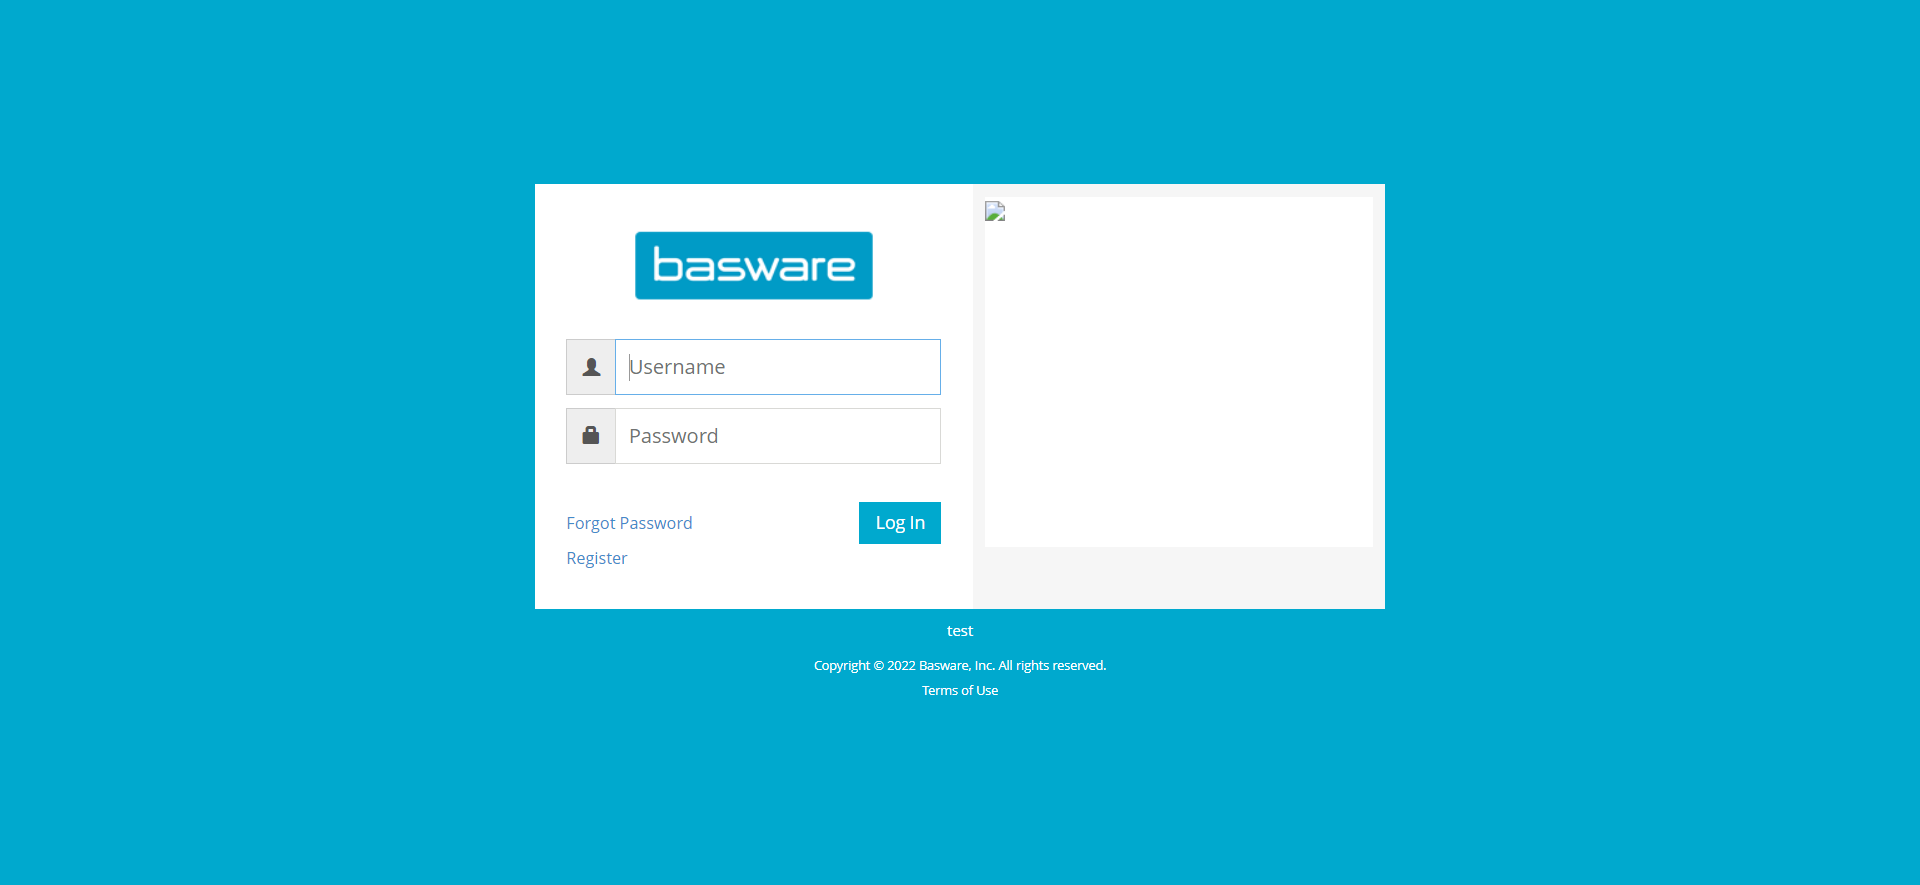 basware
Username
Password
Forgot Password
Log In
Register
test
Copyright © 2022 Basware, Inc. All rights reserved.
Terms of Use